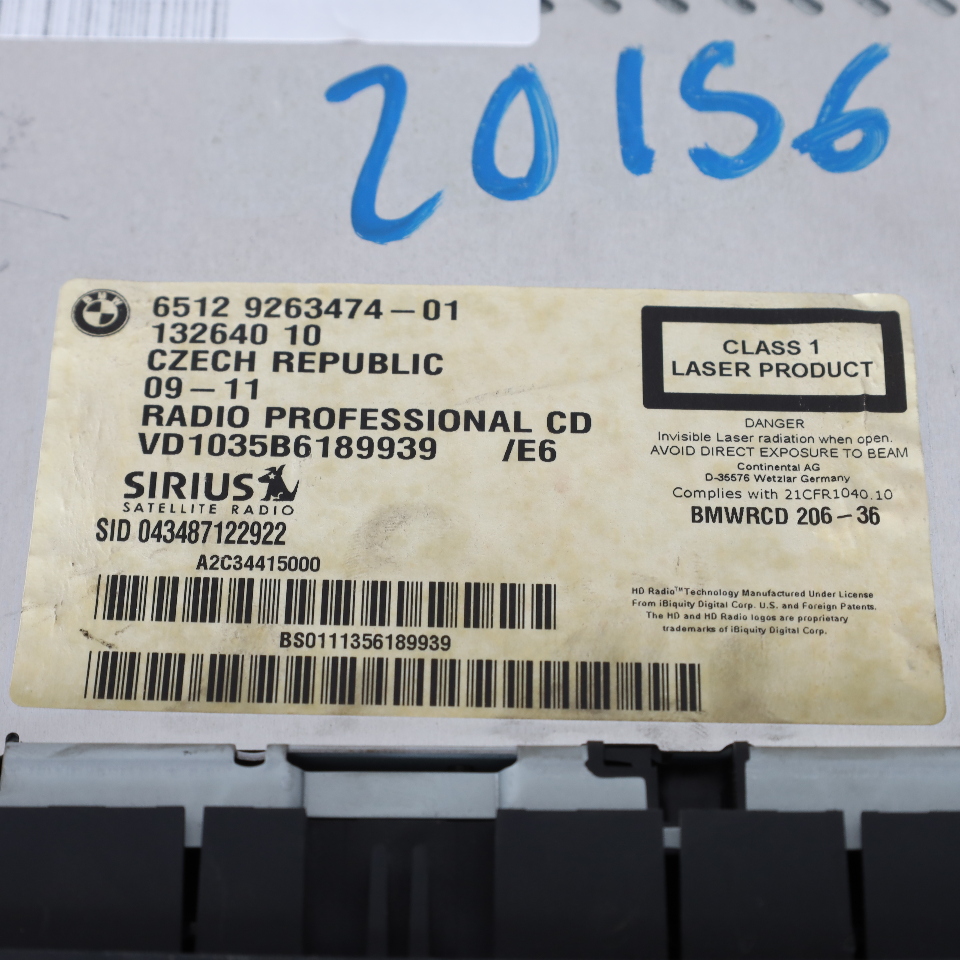 20156
BMW
6512 9263474-01
132640 10
CZECH REPUBLIC
09-11
RADIO PROFESSIONAL CD
VD1035B6189939 /E6
SIRIUS
SATELLITE RADIO
SID 043487122922
A2C34415000
BS0111356189939
CLASS 1
LASER PRODUCT
DANGER
Invisible Laser radiation when open.
AVOID DIRECT EXPOSURE TO BEAM
Continental AG
D-35576 Wetzlar Germany
Complies with 21CFR1040.10
BMWRCD 206-36
HD Radio™Technology Manufactured Under License
From iBiquity Digital Corp. U.S. and Foreign Patents.
The HD and HD Radio logos are proprietary
trademarks of iBiquity Digital Corp.